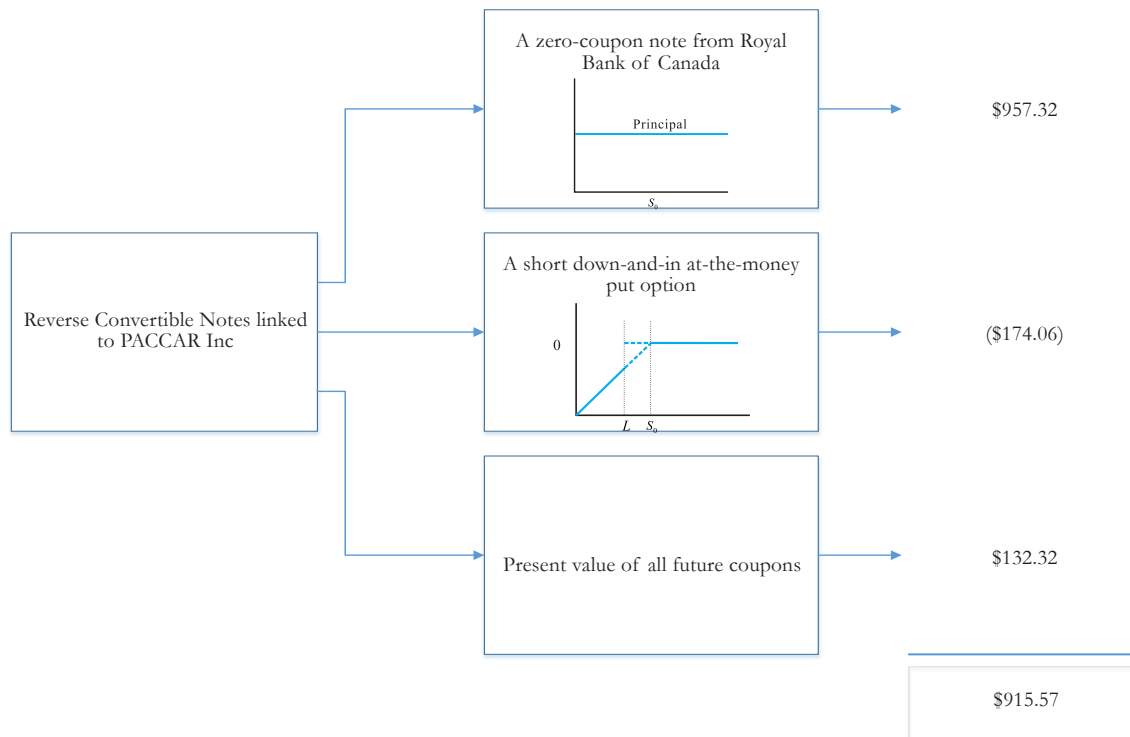 A zero-coupon note from Royal
Bank of Canada
Principal
S₀
$957.32
Reverse Convertible Notes linked
to PACCAR Inc
A short down-and-in at-the-money
put option
0
L S₀
($174.06)
Present value of all future coupons
$132.32
$915.57